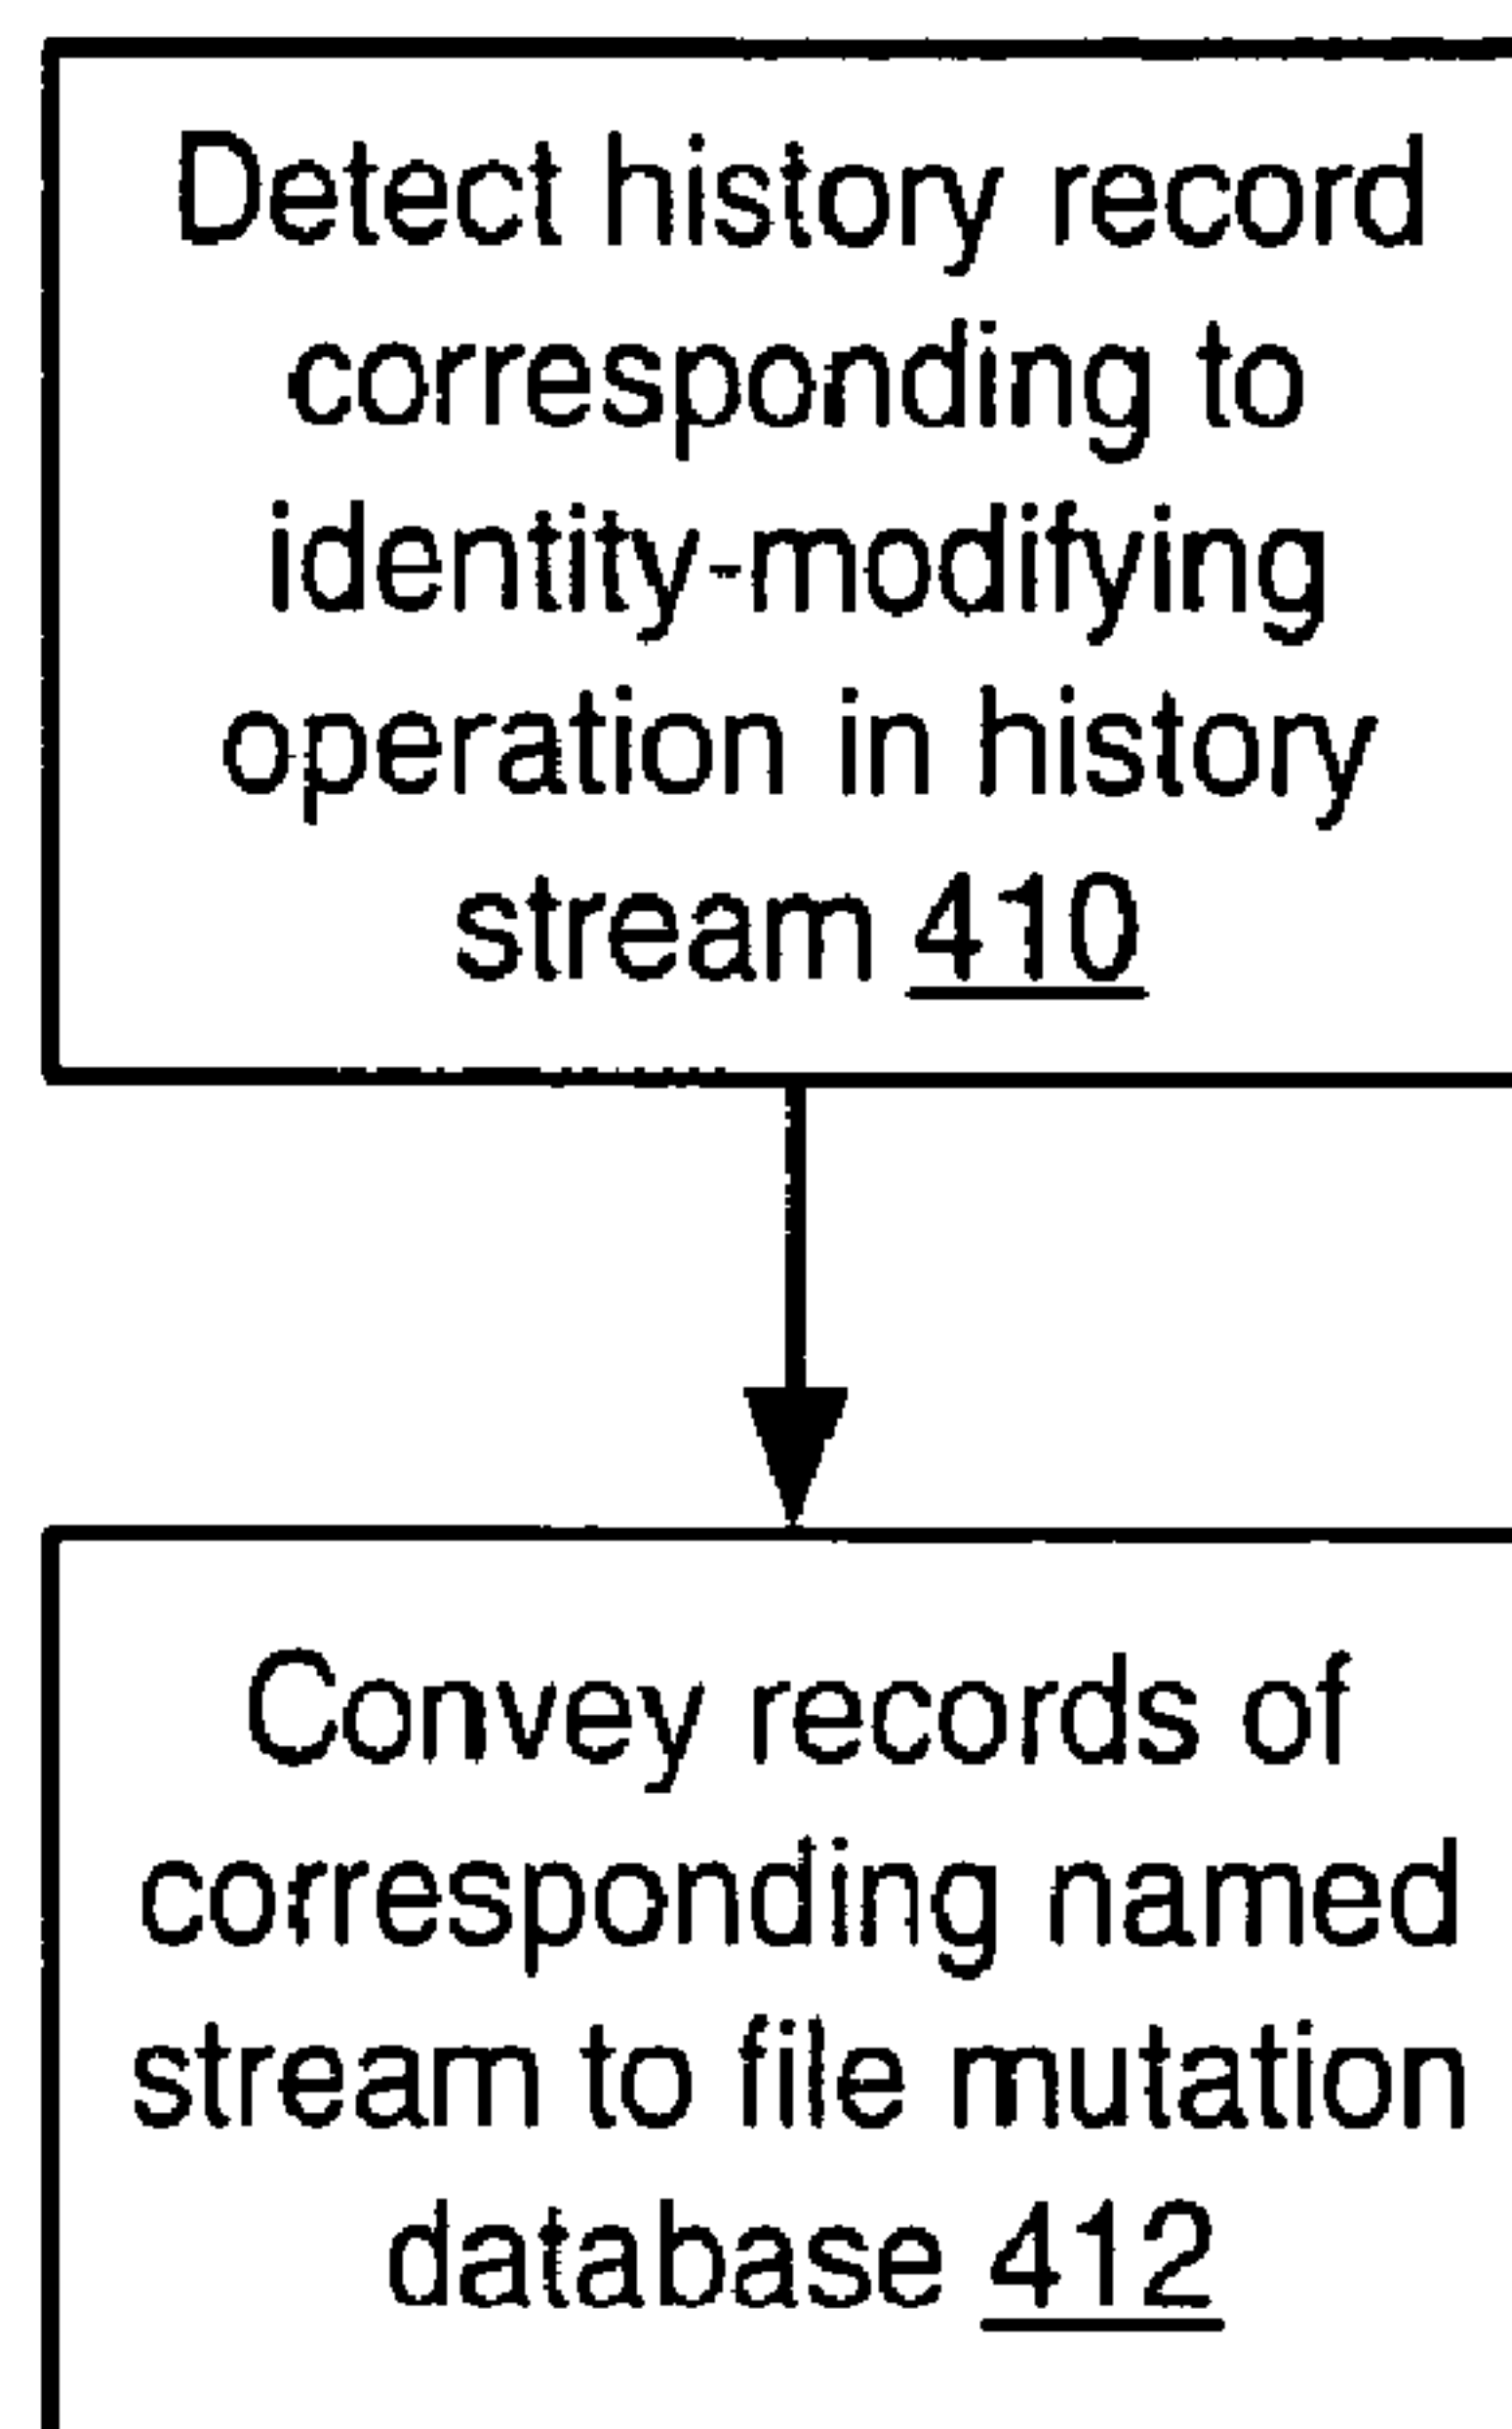 Detect history record
corresponding to
identity-modifying
operation in history
stream 410
Convey records of
corresponding named
stream to file mutation
database 412